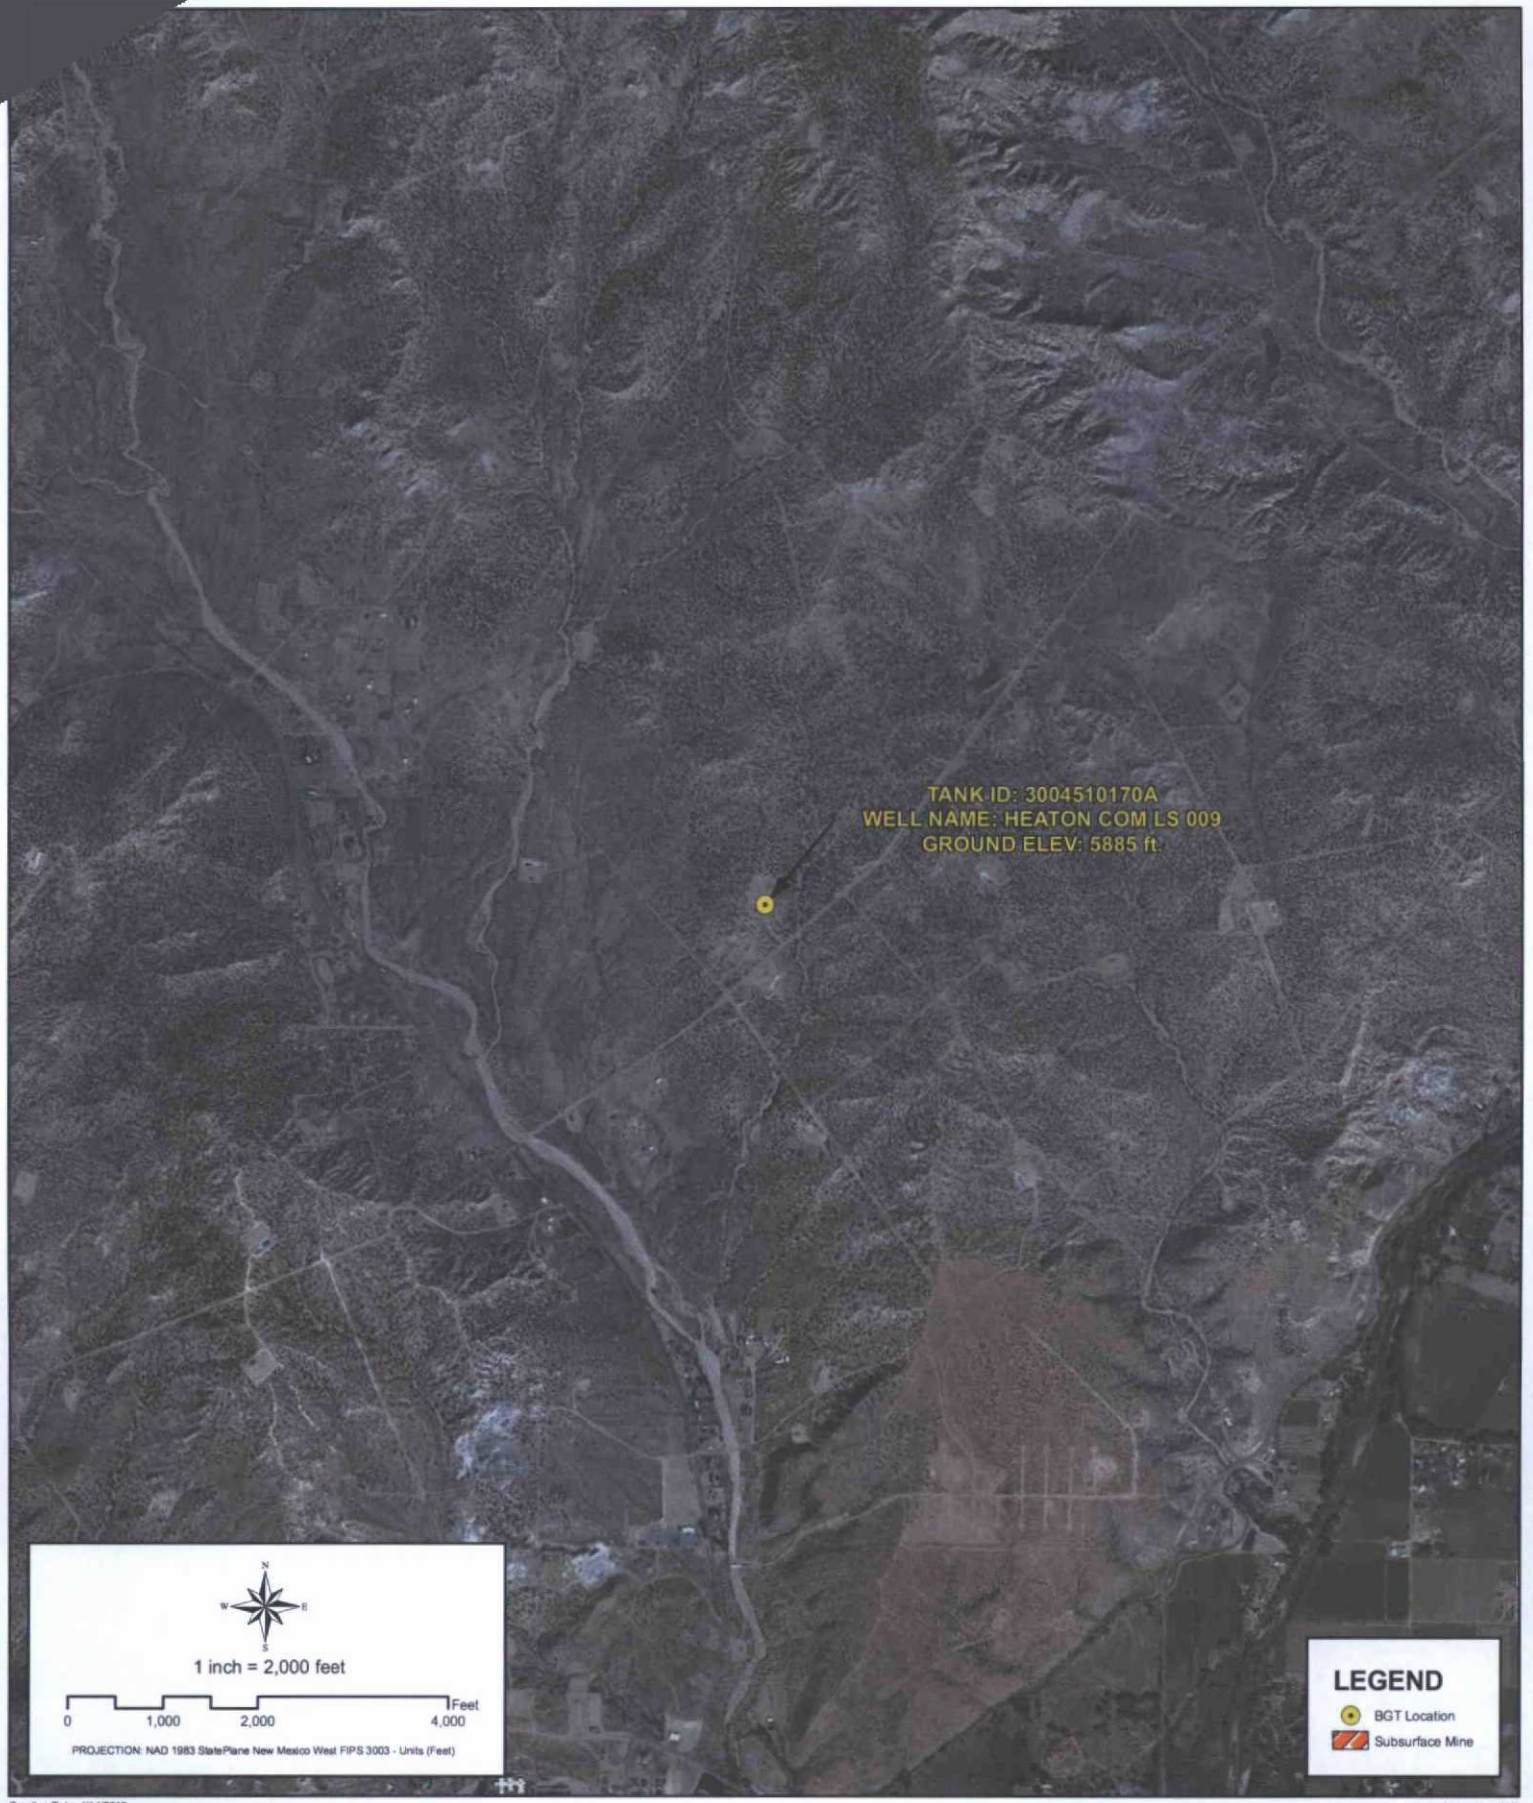 TANK ID: 3004510170A
WELL NAME: HEATON COM LS 009
GROUND ELEV: 5885 ft.
N
W E
S
1 inch = 2,000 feet
Feet
0 1,000 2,000 4,000
PROJECTION: NAD 1983 StatePlane New Mexico West FIPS 3003 - Units (Feet)
LEGEND
BGT Location
Subsurface Mine